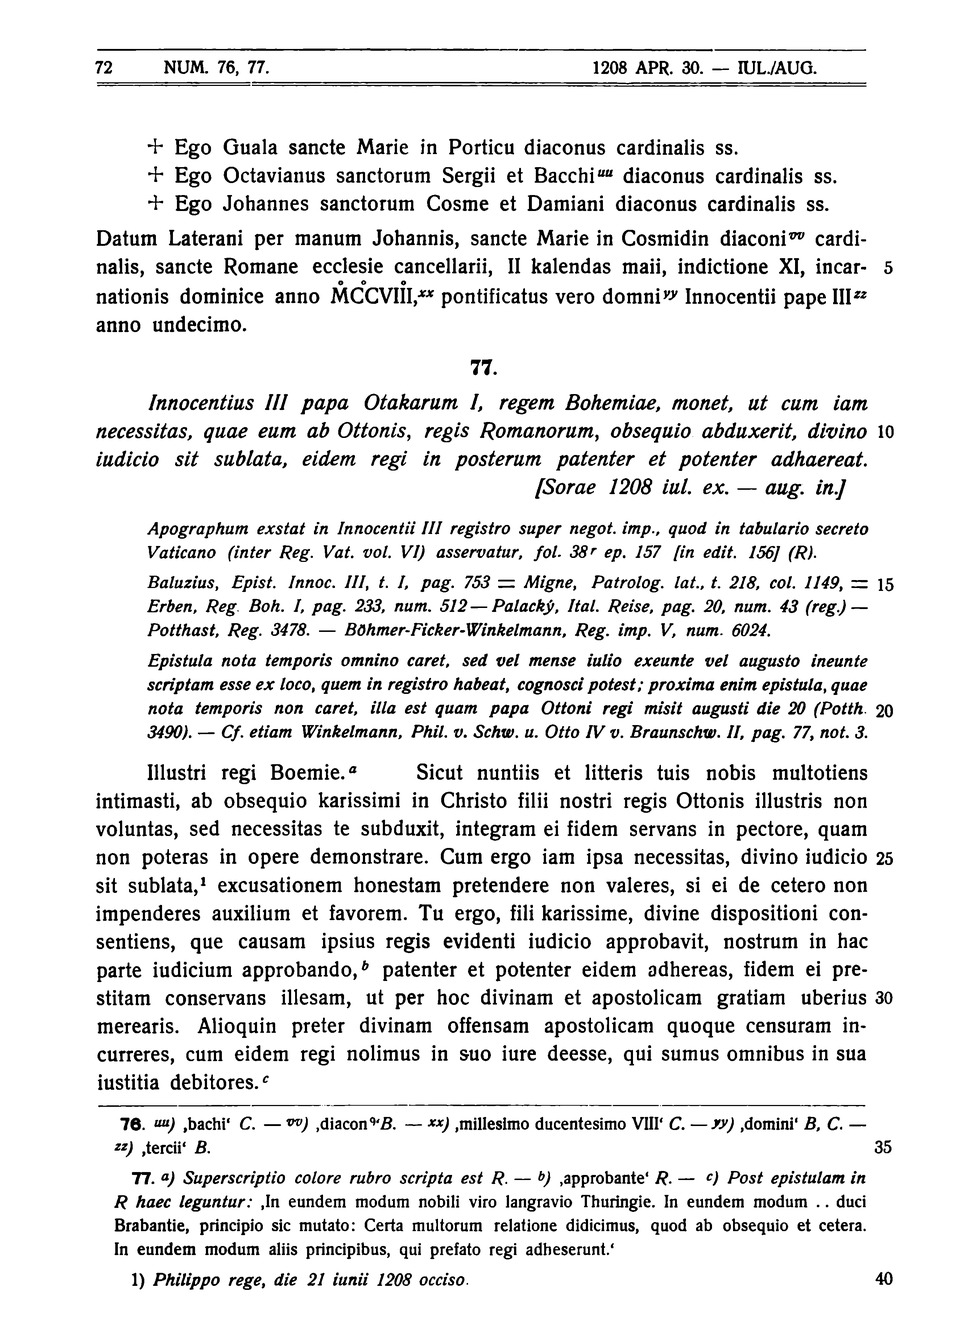 72 NUM. 76, 77. 1208 APR. 30. — IUL./AUG.
+ Ego Guala sancte Marie in Porticu diaconus cardinalis ss.
+ Ego Octavianus sanctorum Sergii et Bacchi uu diaconus cardinalis ss.
+ Ego Johannes sanctorum Cosme et Damiani diaconus cardinalis ss.
Datum Laterani per manum Johannis, sancte Marie in Cosmidin diaconi vv cardi-
nalis, sancte Romane ecclesie cancellarii, II kalendas maii, indictione XI, incar- 5
nationis dominice anno M̊CC̊VIII̊, xx pontificatus vero domni yy Innocentii pape III zz
anno undecimo.
77.
Innocentius III papa Otakarum I, regem Bohemiae, monet, ut cum iam
necessitas, quae eum ab Ottonis, regis Romanorum, obsequio abduxerit, divino 10
iudicio sit sublata, eidem regi in posterum patenter et potenter adhaereat.
[Sorae 1208 iul. ex. — aug. in.]
Apographum exstat in Innocentii III registro super negot. imp., quod in tabulario secreto
Vaticano (inter Reg. Vat. vol. VI) asservatur, fol. 38r ep. 157 [in edit. 156] (R).
Baluzius, Epist. Innoc. III, t. I, pag. 753 = Migne, Patrolog. lat., t. 218, col. 1149, = 15
Erben, Reg. Boh. I, pag. 233, num. 512 — Palacký, Ital. Reise, pag. 20, num. 43 (reg.) —
Potthast, Reg. 3478. — Böhmer-Ficker-Winkelmann, Reg. imp. V, num. 6024.
Epistula nota temporis omnino caret, sed vel mense iulio exeunte vel augusto ineunte
scriptam esse ex loco, quem in registro habeat, cognosci potest; proxima enim epistula, quae
nota temporis non caret, illa est quam papa Ottoni regi misit augusti die 20 (Potth. 20
3490). — Cf. etiam Winkelmann, Phil. v. Schw. u. Otto IV v. Braunschw. II, pag. 77, not. 3.
Illustri regi Boemie. a Sicut nuntiis et litteris tuis nobis multotiens
intimasti, ab obsequio karissimi in Christo filii nostri regis Ottonis illustris non
voluntas, sed necessitas te subduxit, integram ei fidem servans in pectore, quam
non poteras in opere demonstrare. Cum ergo iam ipsa necessitas, divino iudicio 25
sit sublata,¹ excusationem honestam pretendere non valeres, si ei de cetero non
impenderes auxilium et favorem. Tu ergo, fili karissime, divine dispositioni con-
sentiens, que causam ipsius regis evidenti iudicio approbavit, nostrum in hac
parte iudicium approbando, b patenter et potenter eidem adhereas, fidem ei pre-
stitam conservans illesam, ut per hoc divinam et apostolicam gratiam uberius 30
merearis. Alioquin preter divinam offensam apostolicam quoque censuram in-
curreres, cum eidem regi nolimus in suo iure deesse, qui sumus omnibus in sua
iustitia debitores. c
76. uu) ‚bachi‘ C. — vv) ‚diacon⁹‘ B. — xx) ‚millesimo ducentesimo VIII‘ C. — yy) ‚domini‘ B, C. —
zz) ‚tercii‘ B. 35
77. a) Superscriptio colore rubro scripta est R. — b) ‚approbante‘ R. — c) Post epistulam in
R haec leguntur: ‚In eundem modum nobili viro langravio Thuringie. In eundem modum . . duci
Brabantie, principio sic mutato: Certa multorum relatione didicimus, quod ab obsequio et cetera.
In eundem modum aliis principibus, qui prefato regi adheserunt.‘
1) Philippo rege, die 21 iunii 1208 occiso. 40